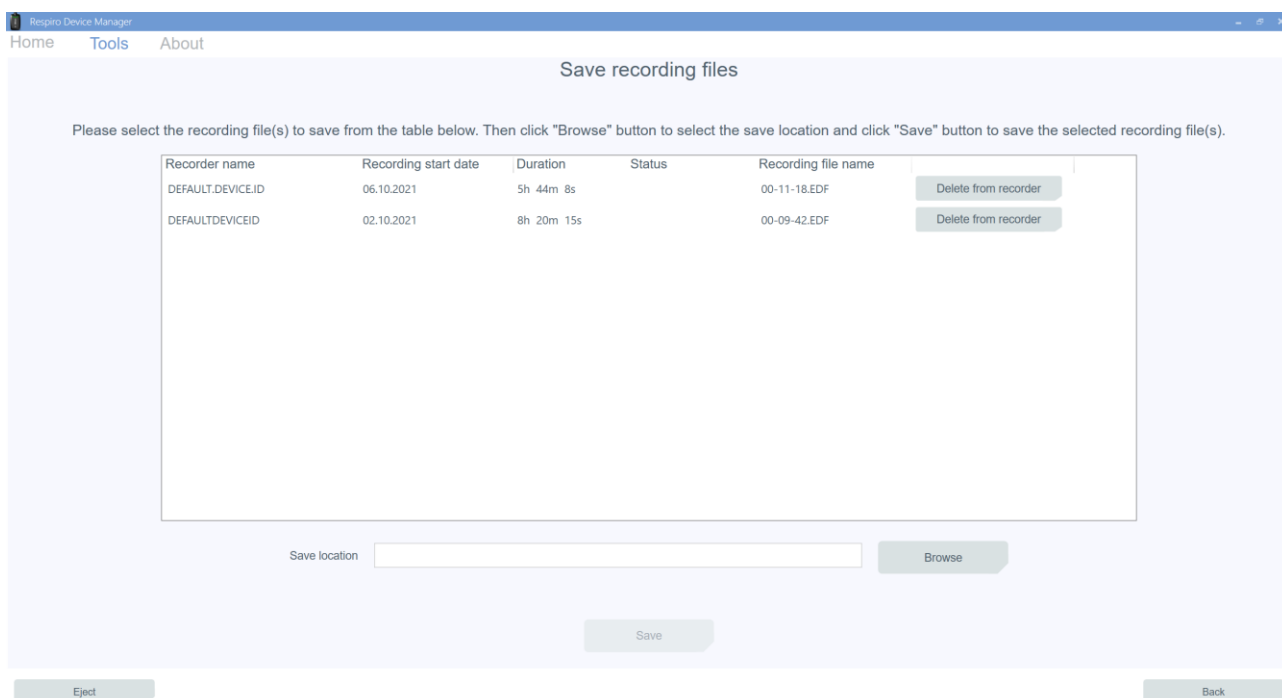 Respiro Device Manager
Home Tools About
Save recording files
Please select the recording file(s) to save from the table below. Then click "Browse" button to select the save location and click "Save" button to save the selected recording file(s).
Recorder name Recording start date Duration Status Recording file name
DEFAULT.DEVICE.ID 06.10.2021 5h 44m 8s 00-11-18.EDF Delete from recorder
DEFAULTDEVICEID 02.10.2021 8h 20m 15s 00-09-42.EDF Delete from recorder
Save location Browse
Save
Eject Back